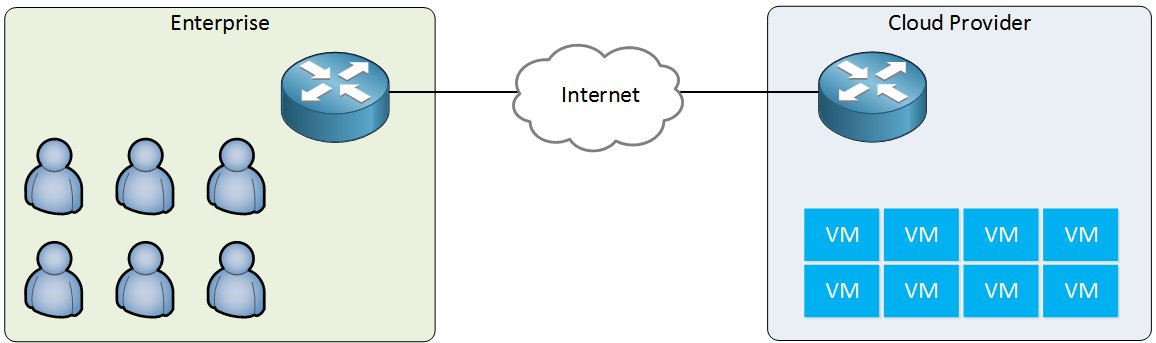 Enterprise
Cloud Provider
Internet
VM VM VM VM
VM VM VM VM